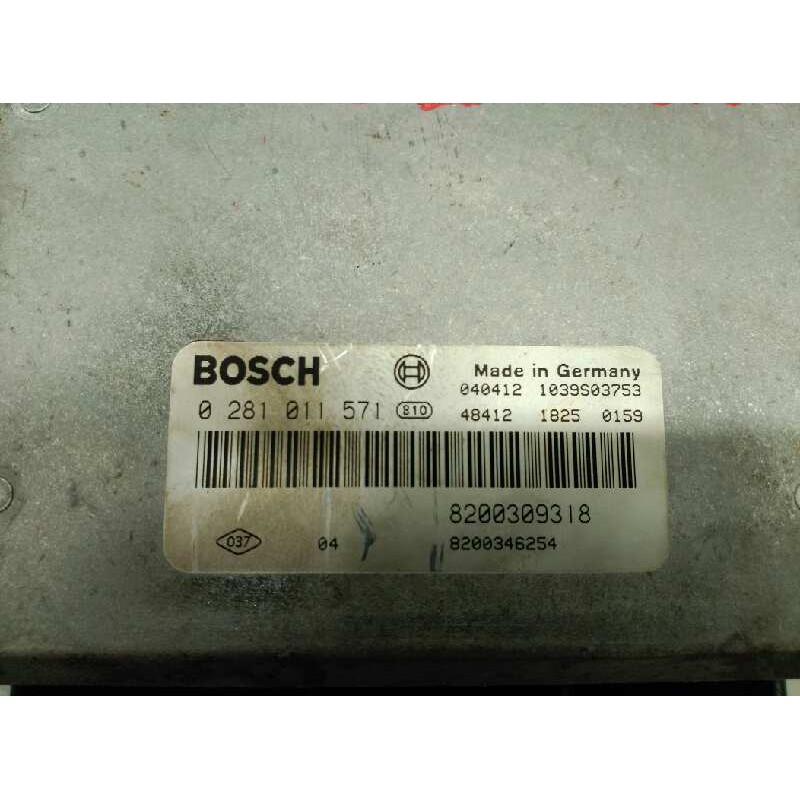 BOSCH
Made in Germany
040412 1039S03753
0 281 011 571 810
48412 1825 0159
8200309318
037 04 8200346254